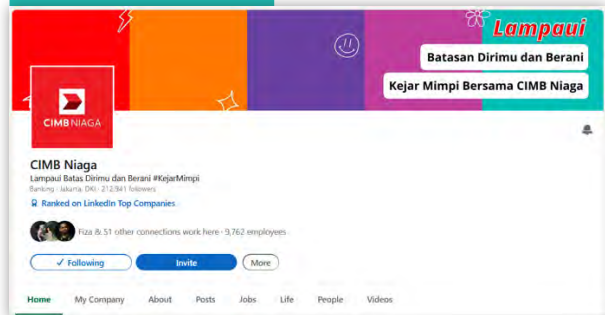 Lampaui
Batasan Dirimu dan Berani
Kejar Mimpi Bersama CIMB Niaga
CIMB NIAGA
CIMB Niaga
Lampaui Batas Dirimu dan Berani #KejarMimpi
Banking · Jakarta, DKI · 212,941 followers
Ranked on LinkedIn Top Companies
Fiza & 51 other connections work here · 9,762 employees
✓ Following Invite More
Home My Company About Posts Jobs Life People Videos